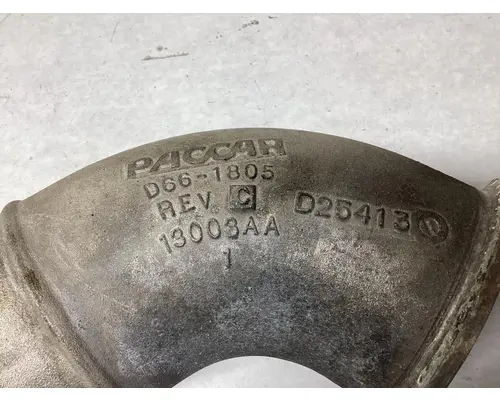 PACCAR
D66-1805
REV C D25413
13003AA
1